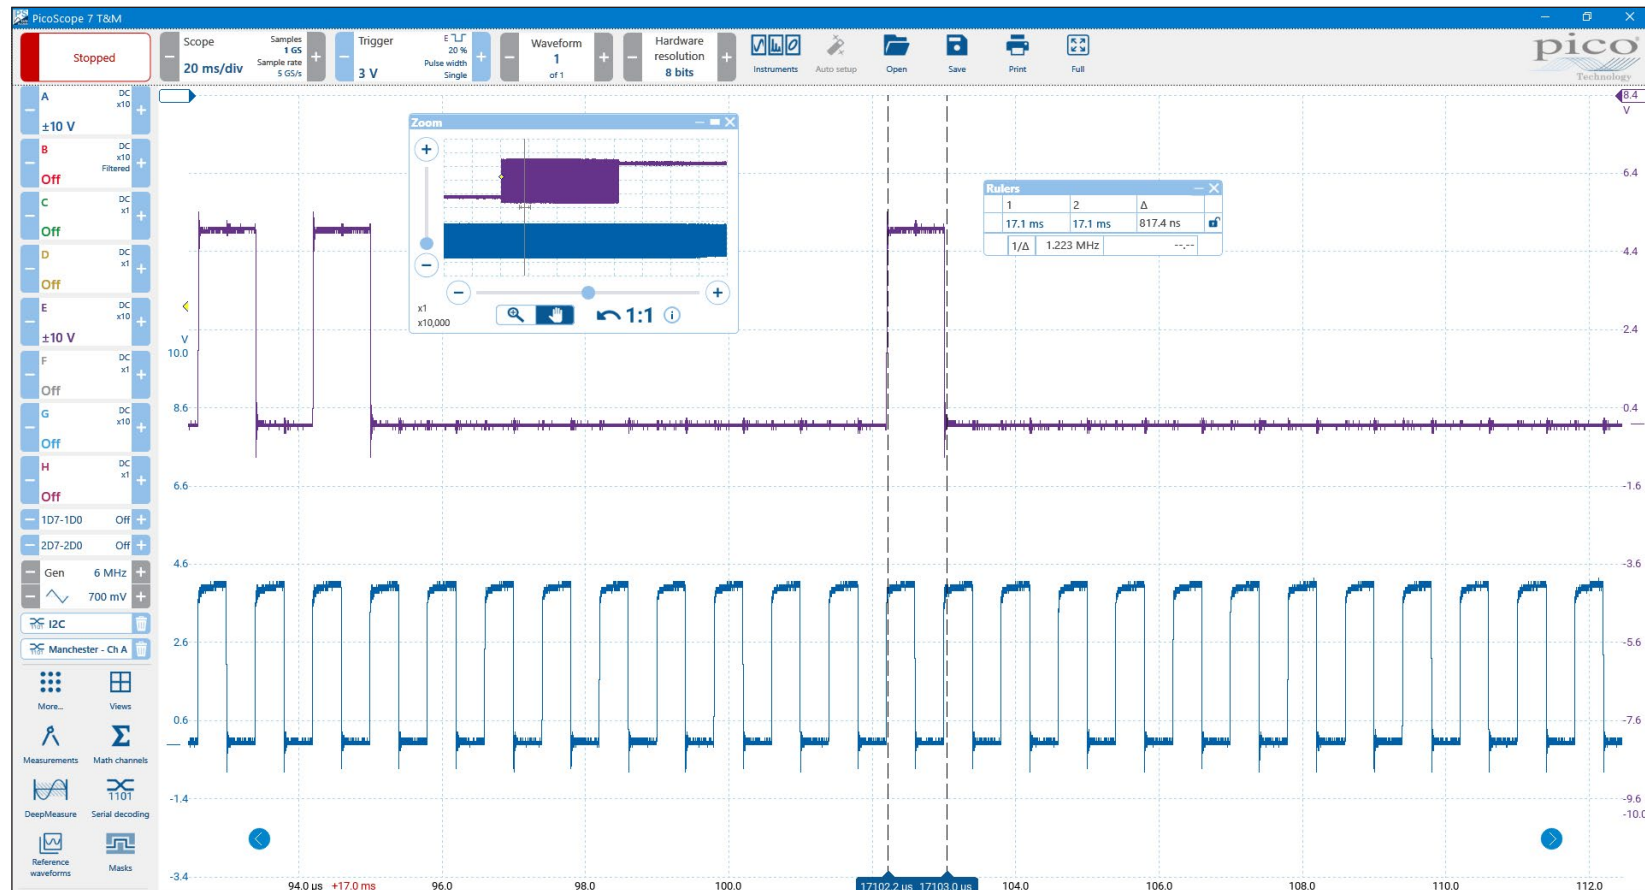 PicoScope 7 T&M
Stopped
Scope
20 ms/div
Samples
1 GS
Sample rate
5 GS/s
Trigger
3 V
E
20 %
Pulse width
Single
Waveform
1
of 1
Hardware
resolution
8 bits
Instruments
Auto setup
Open
Save
Print
Full
pico
Technology
A
DC
x10
±10 V
B
DC
x10
Filtered
Off
C
DC
x1
Off
D
DC
x1
Off
E
DC
x10
±10 V
F
DC
x1
Off
G
DC
x10
Off
H
DC
x1
Off
1D7-1D0 Off
2D7-2D0 Off
Gen 6 MHz
700 mV
I2C
Manchester - Ch A
More...
Views
Measurements
Math channels
DeepMeasure
1101
Serial decoding
Reference
waveforms
Masks
Zoom
x1
x10,000
1:1
Rulers
1 2 Δ
17.1 ms 17.1 ms 817.4 ns
1/Δ 1.223 MHz --.--
V
10.0
8.6
6.6
4.6
2.6
0.6
-1.4
-3.4
8.4
V
6.4
4.4
2.4
0.4
-1.6
-3.6
-5.6
-7.6
-9.6
-10.0
94.0 us +17.0 ms 96.0 98.0 100.0 17102.2 us 17103.0 us 104.0 106.0 108.0 110.0 112.0